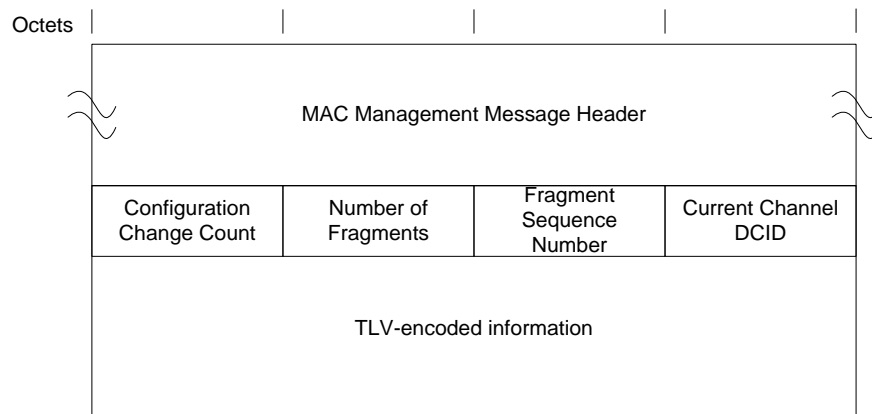 Octets
MAC Management Message Header
Configuration
Change Count
Number of
Fragments
Fragment
Sequence
Number
Current Channel
DCID
TLV-encoded information